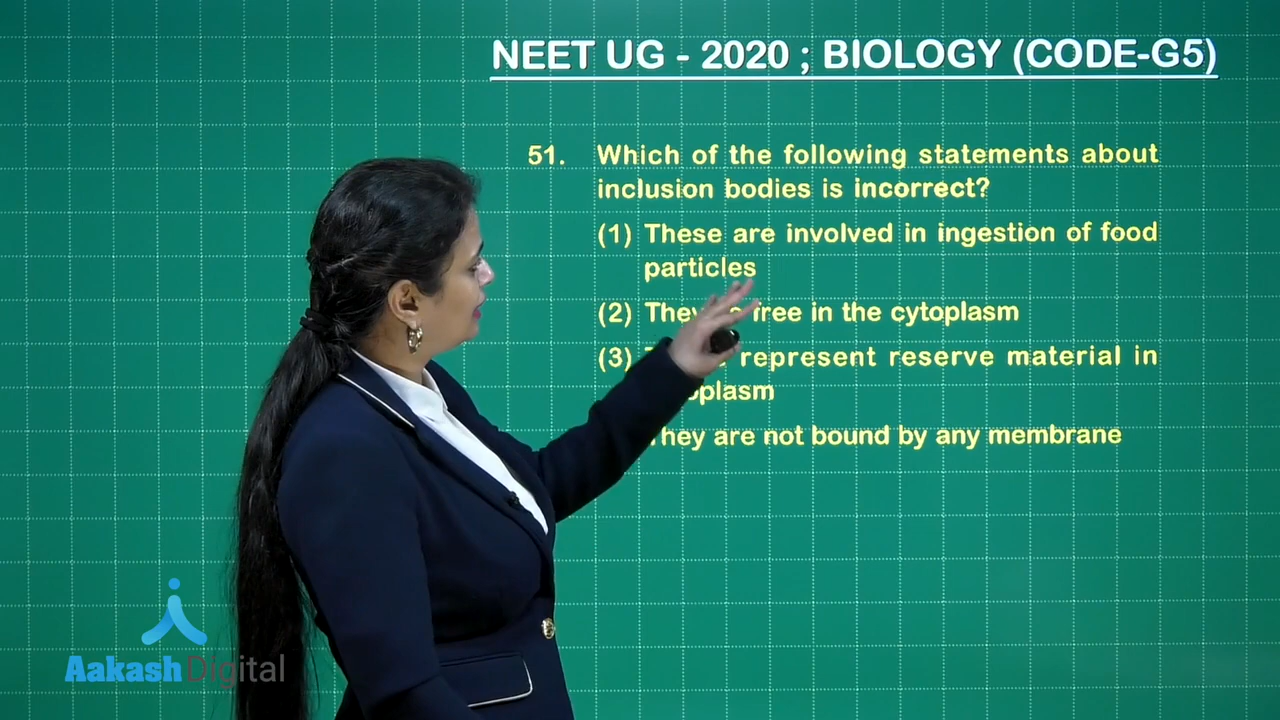 NEET UG - 2020 ; BIOLOGY (CODE-G5)
51. Which of the following statements about
inclusion bodies is incorrect?
(1) These are involved in ingestion of food
particles
(2) They free in the cytoplasm
(3) represent reserve material in
They are not bound by any membrane
Aakash Digital